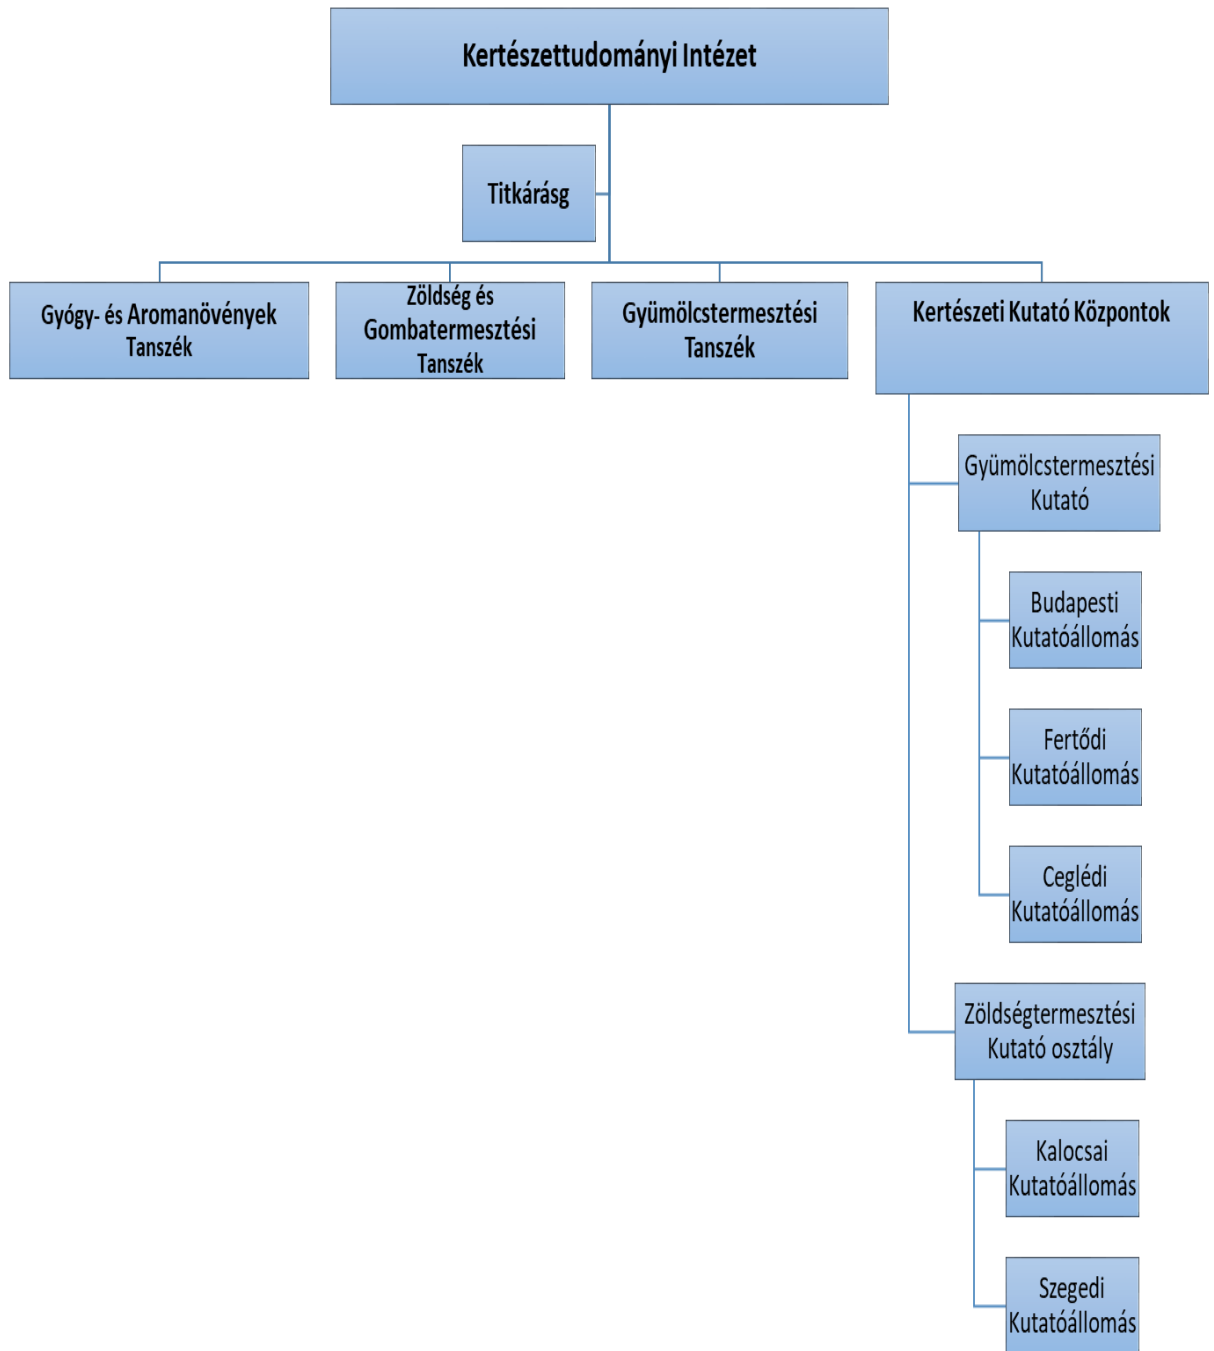 Kertészettudományi Intézet
Titkárásg
Gyógy- és Aromanövények
Tanszék
Zöldség és
Gombatermesztési
Tanszék
Gyümölcstermesztési
Tanszék
Kertészeti Kutató Központok
Gyümölcstermesztési
Kutató
Budapesti
Kutatóállomás
Fertődi
Kutatóállomás
Ceglédi
Kutatóállomás
Zöldségtermesztési
Kutató osztály
Kalocsai
Kutatóállomás
Szegedi
Kutatóállomás